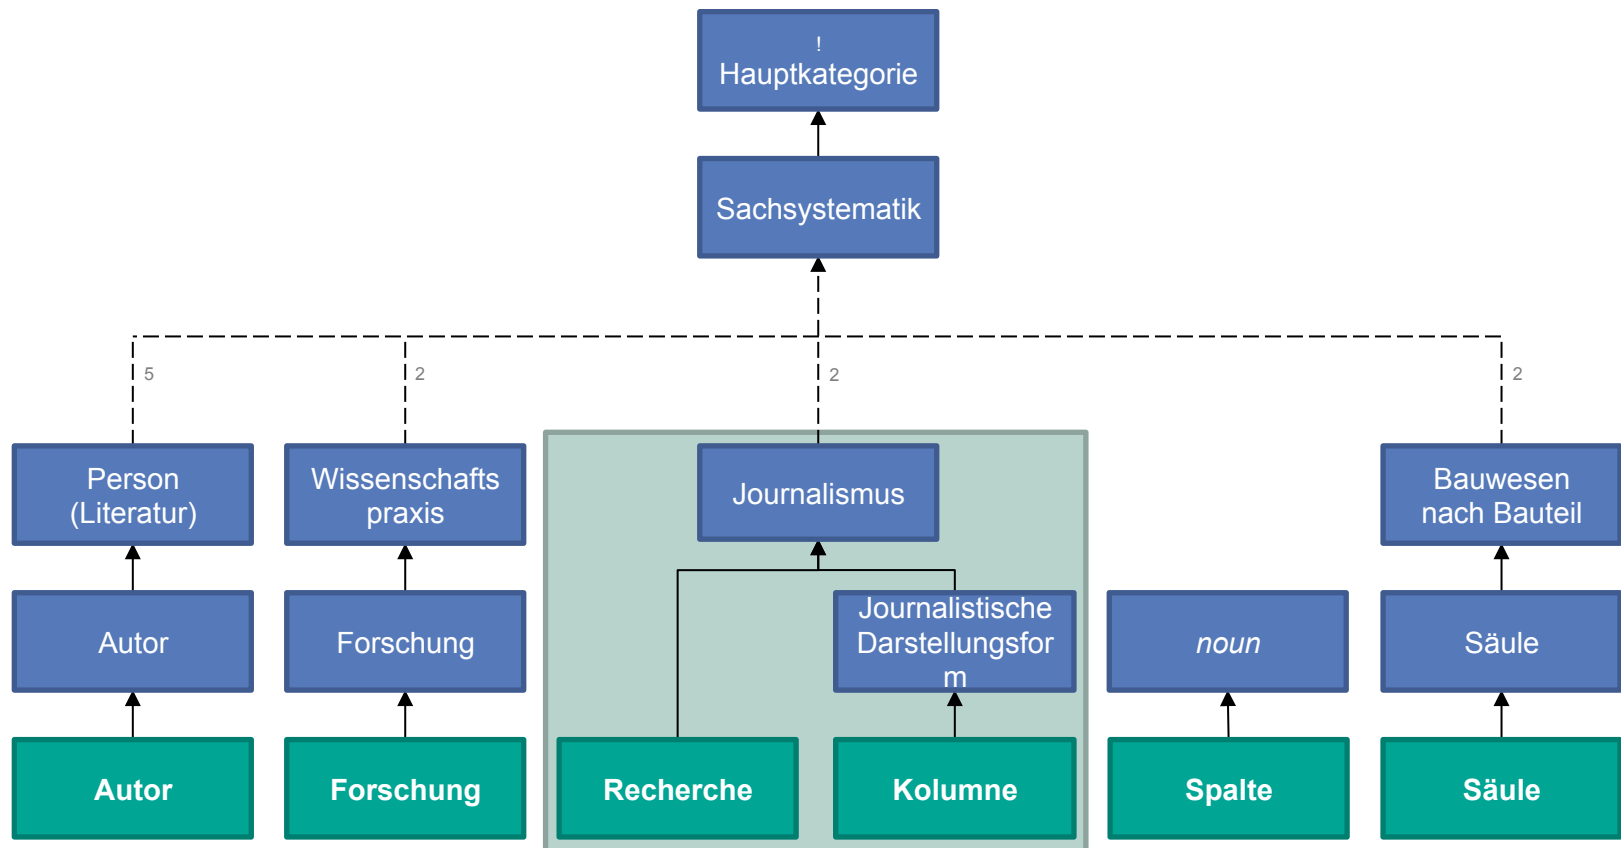 !
Hauptkategorie
Sachsystematik
5
2
2
2
Person
(Literatur)
Wissenschafts
praxis
Journalismus
Bauwesen
nach Bauteil
Autor
Forschung
Journalistische
Darstellungsfor
m
noun
Säule
Autor
Forschung
Recherche
Kolumne
Spalte
Säule